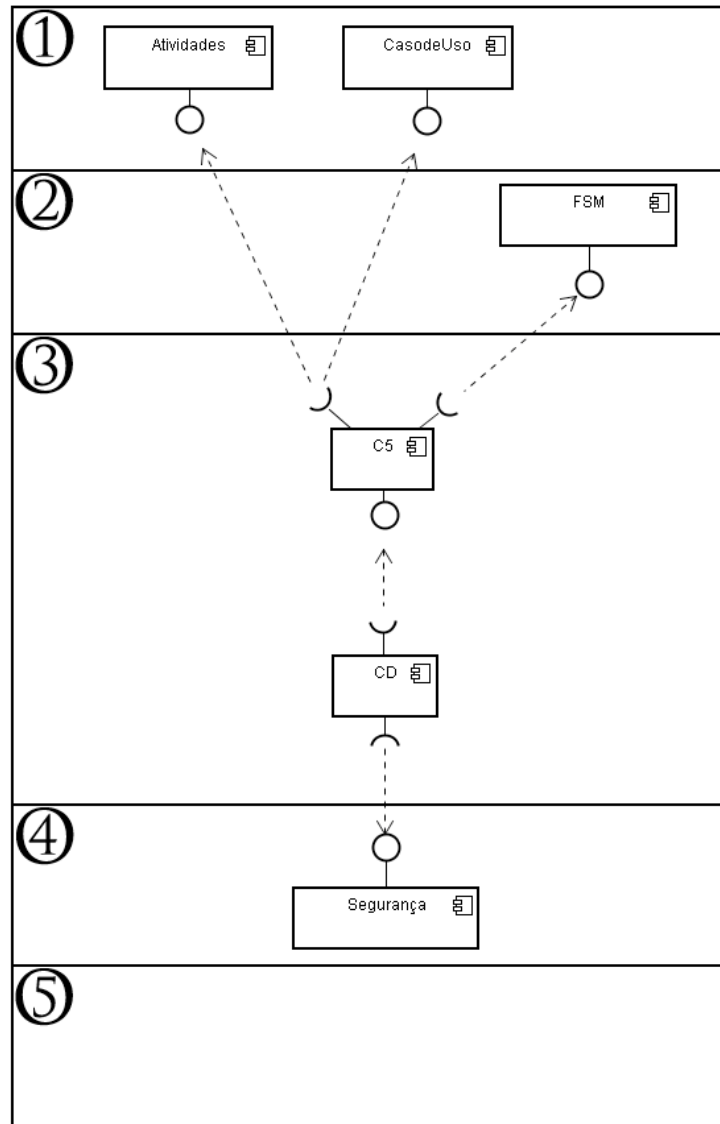 ①
Atividades
CasodeUso
②
FSM
③
C5
CD
④
Segurança
⑤